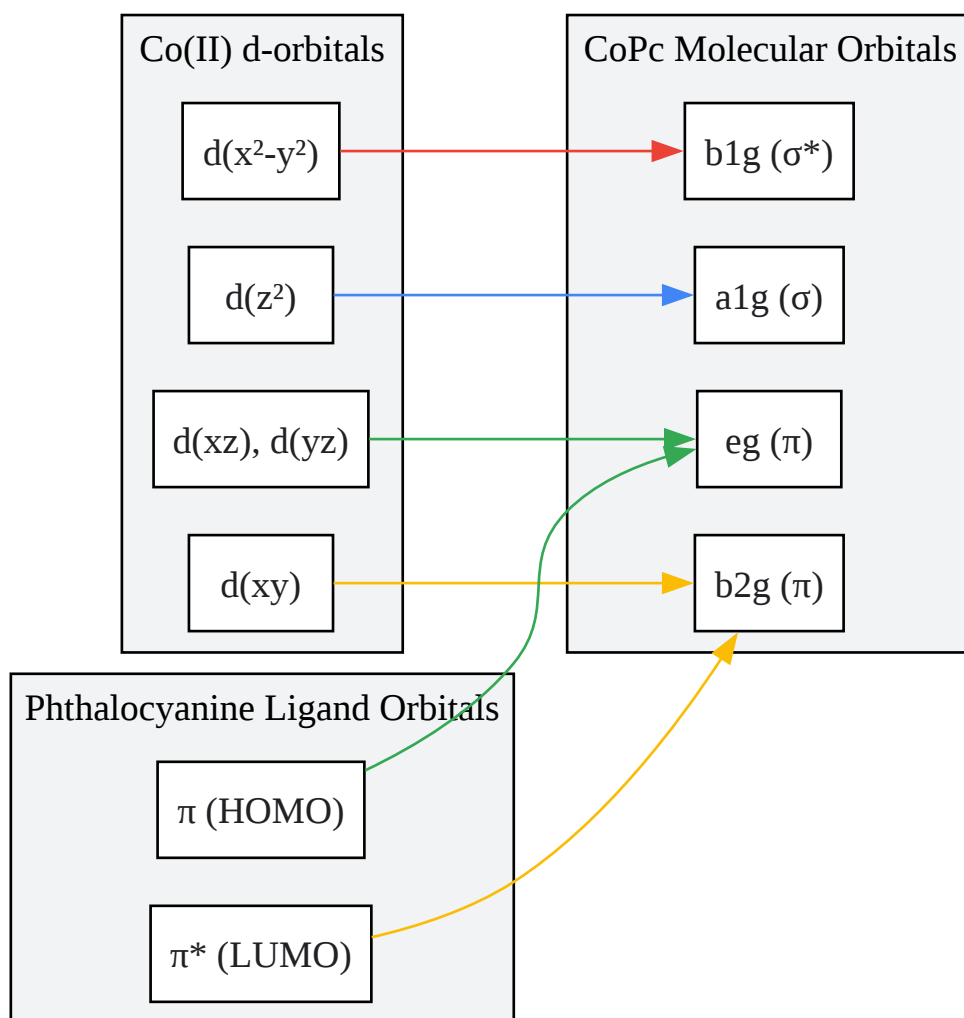 Co(II) d-orbitals
d(x²-y²)
d(z²)
d(xz), d(yz)
d(xy)
CoPc Molecular Orbitals
b1g (σ*)
a1g (σ)
eg (π)
b2g (π)
Phthalocyanine Ligand Orbitals
π (HOMO)
π* (LUMO)